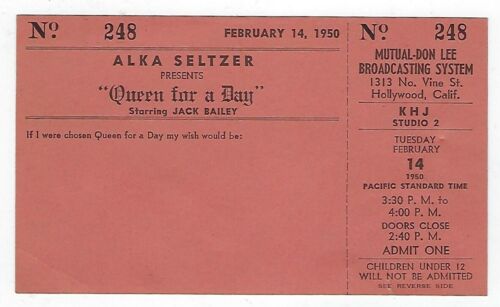 Nº 248 FEBRUARY 14, 1950
ALKA SELTZER
PRESENTS
"Queen for a Day"
Starring JACK BAILEY
If I were chosen Queen for a Day my wish would be:
Nº 248
MUTUAL-DON LEE
BROADCASTING SYSTEM
1313 No. Vine St.
Hollywood, Calif.
KHJ
STUDIO 2
TUESDAY
FEBRUARY
14
1950
PACIFIC STANDARD TIME
3:30 P. M. to
4:00 P. M.
DOORS CLOSE
2:40 P. M.
ADMIT ONE
CHILDREN UNDER 12
WILL NOT BE ADMITTED
SEE REVERSE SIDE